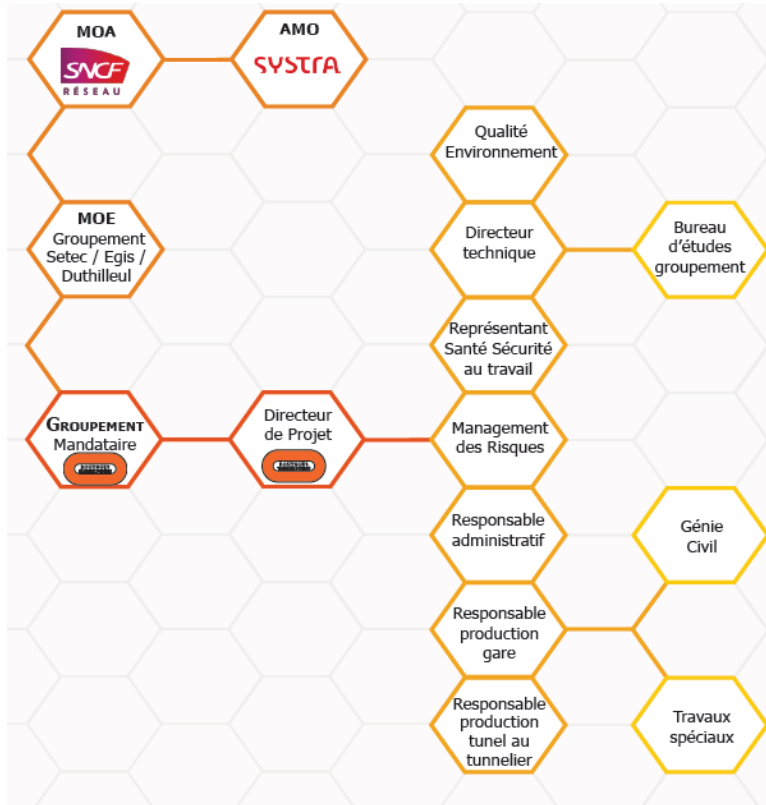 MOA
SNCF
RÉSEAU
AMO
SYSTRA
Qualité
Environnement
MOE
Groupement
Setec / Egis /
Duthilleul
Directeur
technique
Bureau
d'études
groupement
Représentant
Santé Sécurité
au travail
GROUPEMENT
Mandataire
Directeur
de Projet
Management
des Risques
Responsable
administratif
Génie
Civil
Responsable
production
gare
Responsable
production
tunel au
tunnelier
Travaux
spéciaux